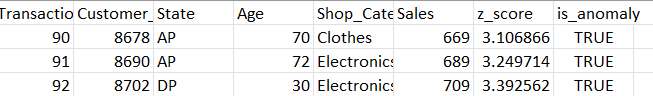 Transactio Customer_ State Age Shop_Cate Sales z_score is_anomaly
90 8678 AP 70 Clothes 669 3.106866 TRUE
91 8690 AP 72 Electronics 689 3.249714 TRUE
92 8702 DP 30 Electronics 709 3.392562 TRUE